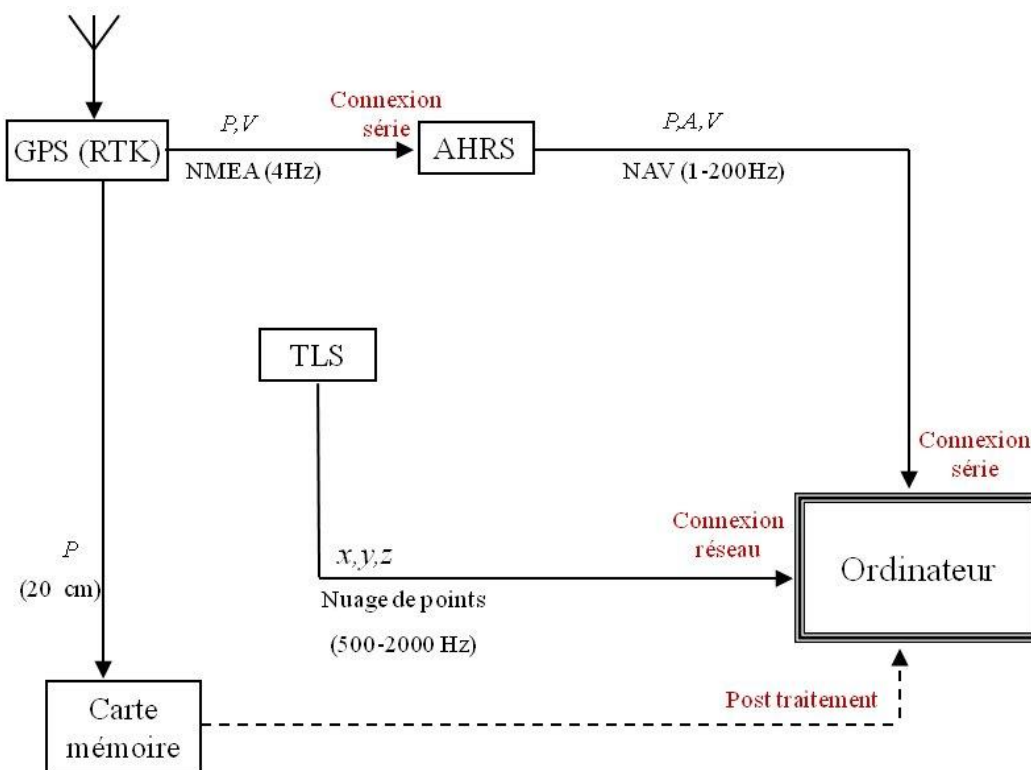 P,V
Connexion
série
P,A,V
GPS (RTK)
AHRS
NMEA (4Hz)
NAV (1-200Hz)
TLS
Connexion
série
Connexion
réseau
P
(20 cm)
x,y,z
Ordinateur
Nuage de points
(500-2000 Hz)
Carte
mémoire
Post traitement